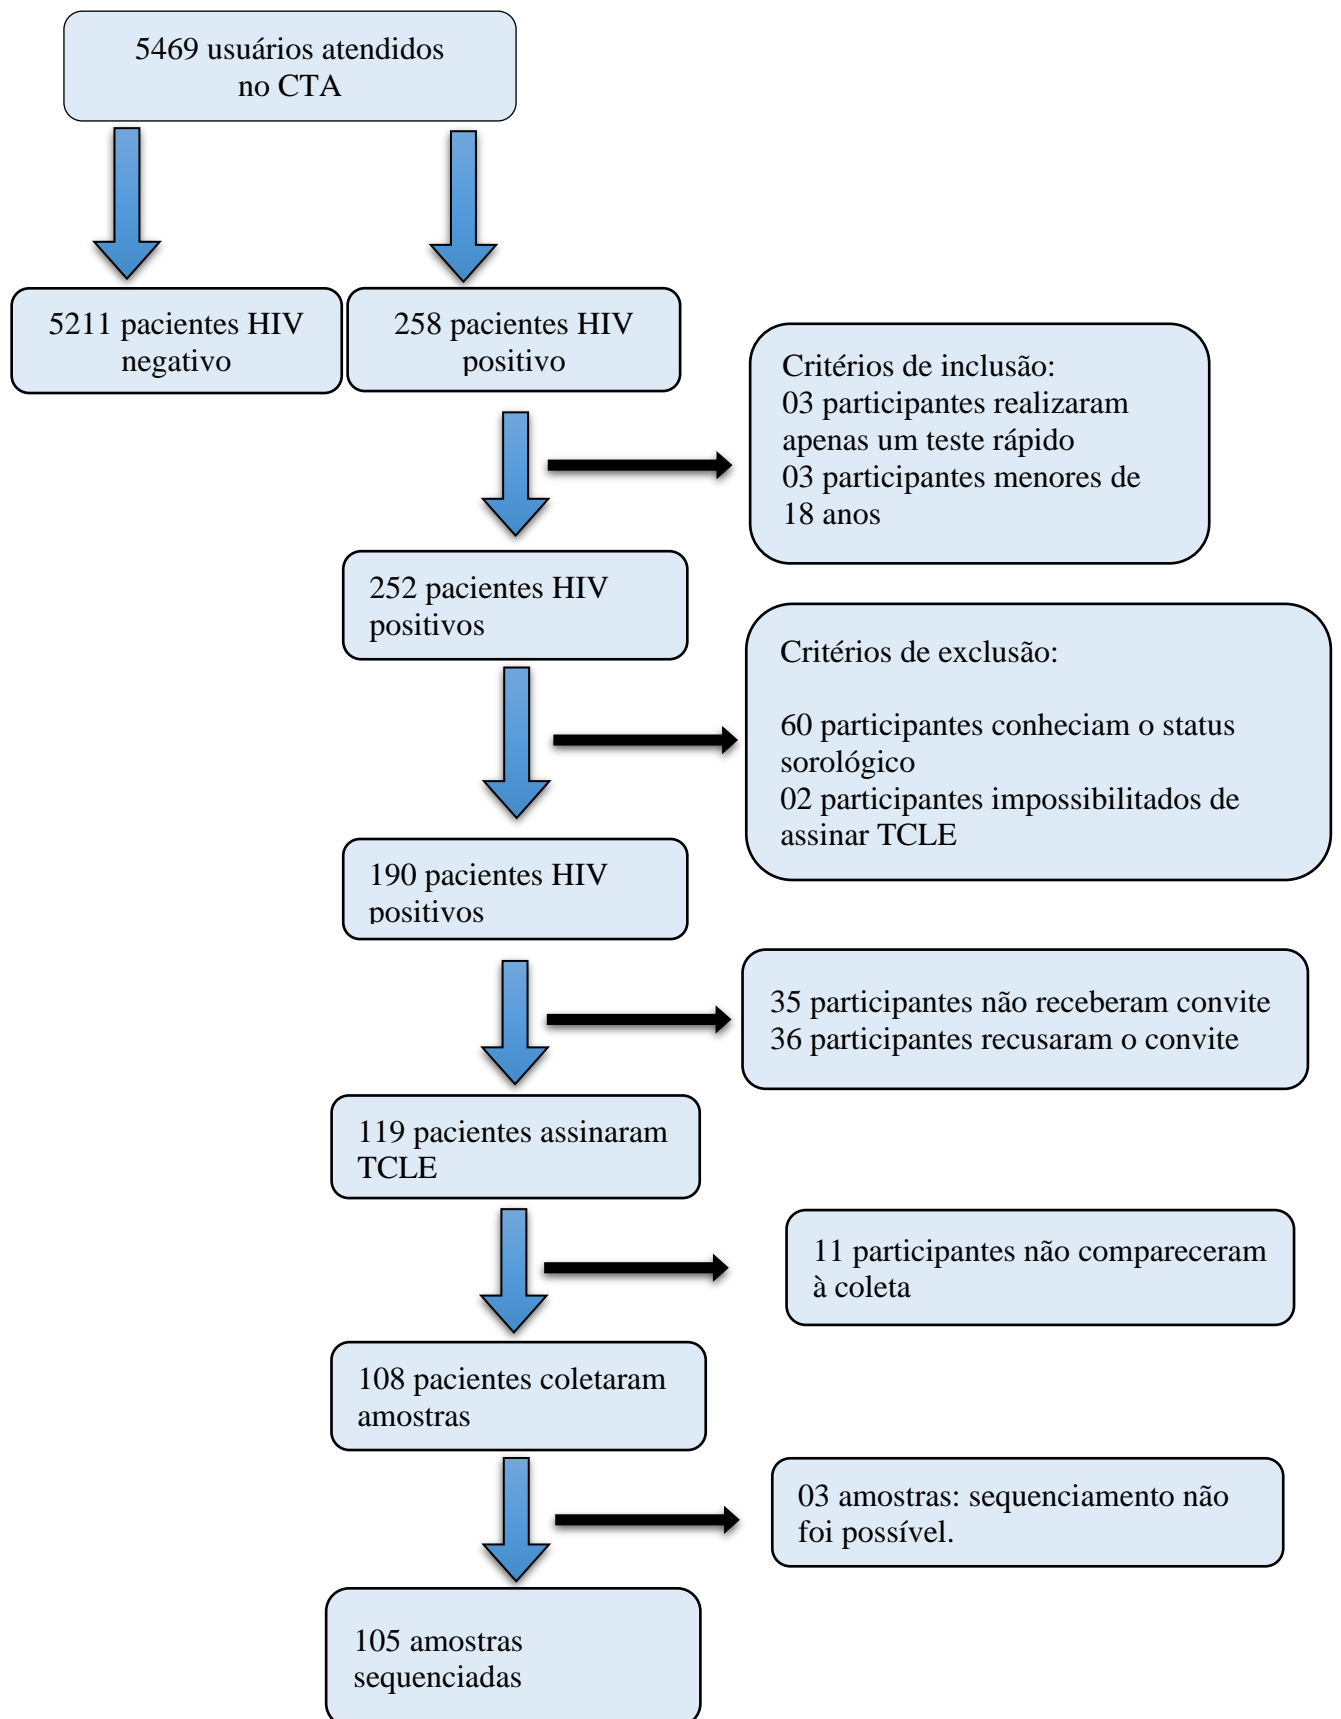 5469 usuários atendidos
no CTA
5211 pacientes HIV
negativo
258 pacientes HIV
positivo
Critérios de inclusão:
03 participantes realizaram
apenas um teste rápido
03 participantes menores de
18 anos
252 pacientes HIV
positivos
Critérios de exclusão:
60 participantes conheciam o status
sorológico
02 participantes impossibilitados de
assinar TCLE
190 pacientes HIV
positivos
35 participantes não receberam convite
36 participantes recusaram o convite
119 pacientes assinaram
TCLE
11 participantes não compareceram
à coleta
108 pacientes coletaram
amostras
03 amostras: sequenciamento não
foi possível.
105 amostras
sequenciadas